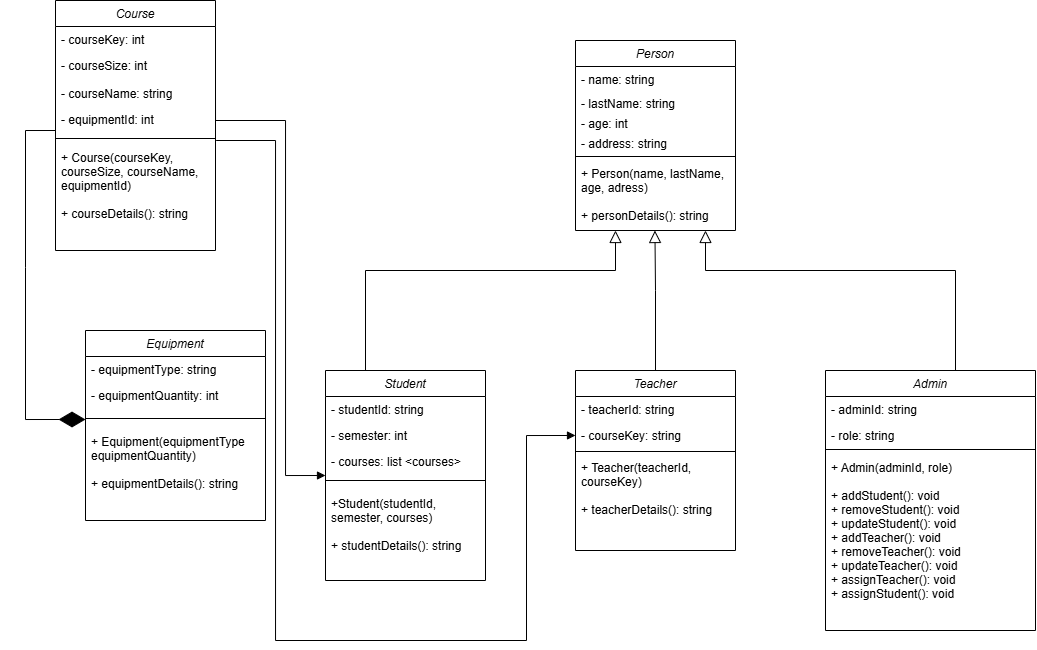 Course
- courseKey: int
- courseSize: int
- courseName: string
- equipmentId: int
+ Course(courseKey,
courseSize, courseName,
equipmentId)
+ courseDetails(): string
Person
- name: string
- lastName: string
- age: int
- address: string
+ Person(name, lastName,
age, adress)
+ personDetails(): string
Equipment
- equipmentType: string
- equipmentQuantity: int
+ Equipment(equipmentType
equipmentQuantity)
+ equipmentDetails(): string
Student
- studentId: string
- semester: int
- courses: list <courses>
+Student(studentId,
semester, courses)
+ studentDetails(): string
Teacher
- teacherId: string
- courseKey: string
+ Teacher(teacherId,
courseKey)
+ teacherDetails(): string
Admin
- adminId: string
- role: string
+ Admin(adminId, role)
+ addStudent(): void
+ removeStudent(): void
+ updateStudent(): void
+ addTeacher(): void
+ removeTeacher(): void
+ updateTeacher(): void
+ assignTeacher(): void
+ assignStudent(): void